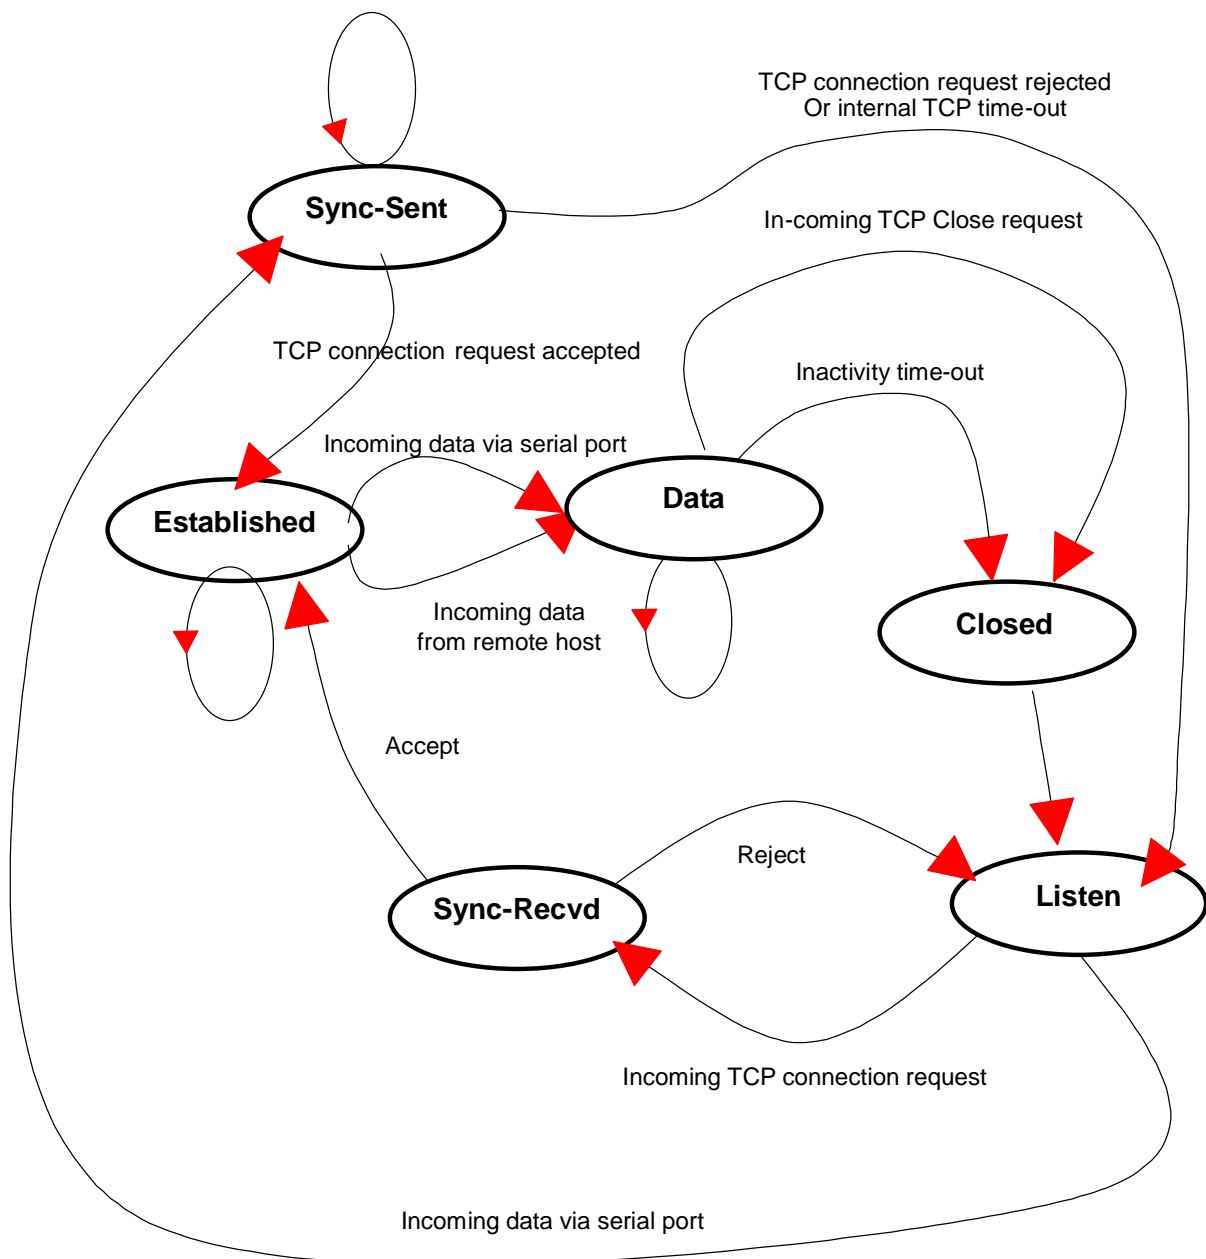 TCP connection request rejected
Or internal TCP time-out
Sync-Sent
In-coming TCP Close request
TCP connection request accepted
Inactivity time-out
Incoming data via serial port
Data
Established
Incoming data
from remote host
Closed
Accept
Reject
Listen
Sync-Recvd
Incoming TCP connection request
Incoming data via serial port